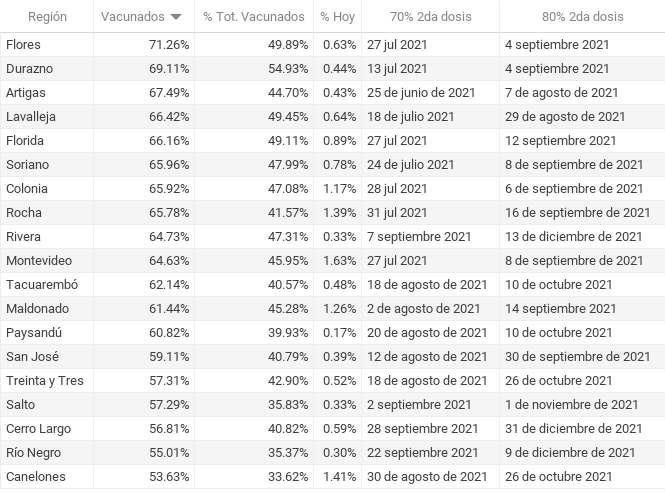 Región Vacunados % Tot. Vacunados % Hoy 70% 2da dosis 80% 2da dosis
Flores 71.26% 49.89% 0.63% 27 jul 2021 4 septiembre 2021
Durazno 69.11% 54.93% 0.44% 13 jul 2021 4 septiembre 2021
Artigas 67.49% 44.70% 0.43% 25 de junio de 2021 7 de agosto de 2021
Lavalleja 66.42% 49.45% 0.64% 18 de julio 2021 29 de agosto de 2021
Florida 66.16% 49.11% 0.89% 27 jul 2021 12 septiembre 2021
Soriano 65.96% 47.99% 0.78% 24 de julio 2021 8 de septiembre de 2021
Colonia 65.92% 47.08% 1.17% 28 jul 2021 6 de septiembre de 2021
Rocha 65.78% 41.57% 1.39% 31 jul 2021 16 de septiembre de 2021
Rivera 64.73% 47.31% 0.33% 7 septiembre 2021 13 de diciembre de 2021
Montevideo 64.63% 45.95% 1.63% 27 jul 2021 8 de septiembre de 2021
Tacuarembó 62.14% 40.57% 0.48% 18 de agosto de 2021 10 de octubre 2021
Maldonado 61.44% 45.28% 1.26% 2 de agosto de 2021 14 septiembre 2021
Paysandú 60.82% 39.93% 0.17% 20 de agosto de 2021 10 de octubre 2021
San José 59.11% 40.79% 0.39% 12 de agosto de 2021 30 de septiembre de 2021
Treinta y Tres 57.31% 42.90% 0.52% 18 de agosto de 2021 26 de octubre 2021
Salto 57.29% 35.83% 0.33% 2 septiembre 2021 1 de noviembre de 2021
Cerro Largo 56.81% 40.82% 0.59% 28 septiembre 2021 31 de diciembre de 2021
Río Negro 55.01% 35.37% 0.30% 22 septiembre 2021 9 de diciembre de 2021
Canelones 53.63% 33.62% 1.41% 30 de agosto de 2021 26 de octubre 2021